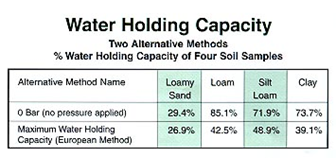 Water Holding Capacity
Two Alternative Methods
% Water Holding Capacity of Four Soil Samples
Alternative Method Name Loamy Sand Loam Silt Loam Clay
0 Bar (no pressure applied) 29.4% 85.1% 71.9% 73.7%
Maximum Water Holding Capacity (European Method) 26.9% 42.5% 48.9% 39.1%